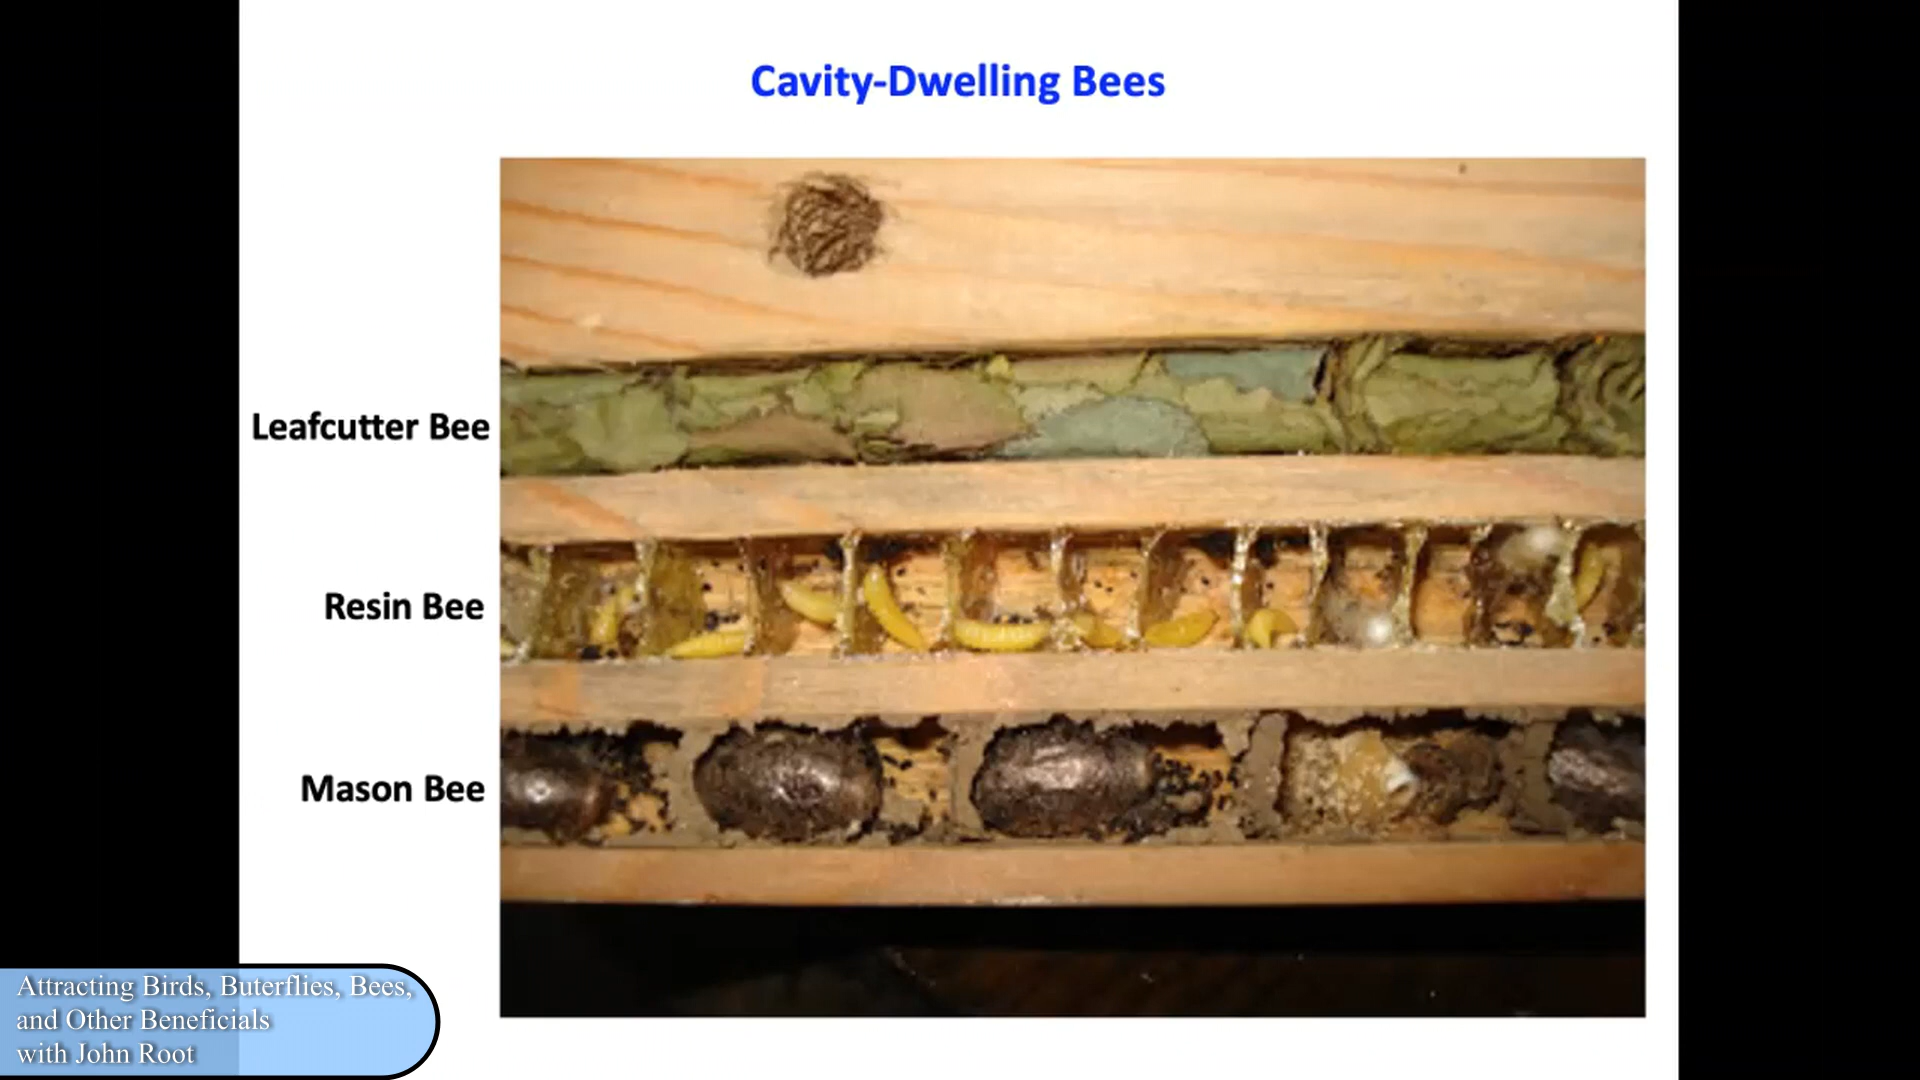 Cavity-Dwelling Bees
Leafcutter Bee
Resin Bee
Mason Bee
Attracting Birds, Buterflies, Bees,
and Other Beneficials
with John Root